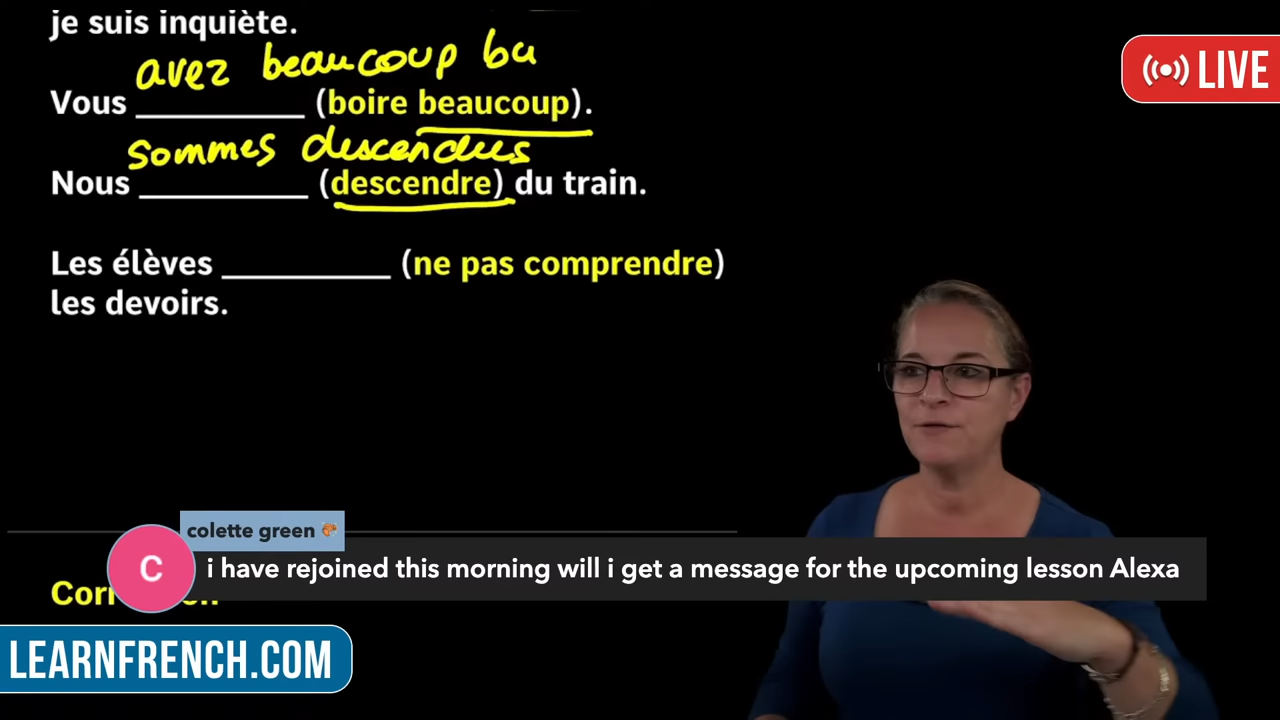 je suis inquiète.
avez beaucoup bu
Vous __________ (boire beaucoup).
sommes descendus
Nous __________ (descendre) du train.
Les élèves __________ (ne pas comprendre)
les devoirs.
LIVE
colette green
C
i have rejoined this morning will i get a message for the upcoming lesson Alexa
LEARNFRENCH.COM